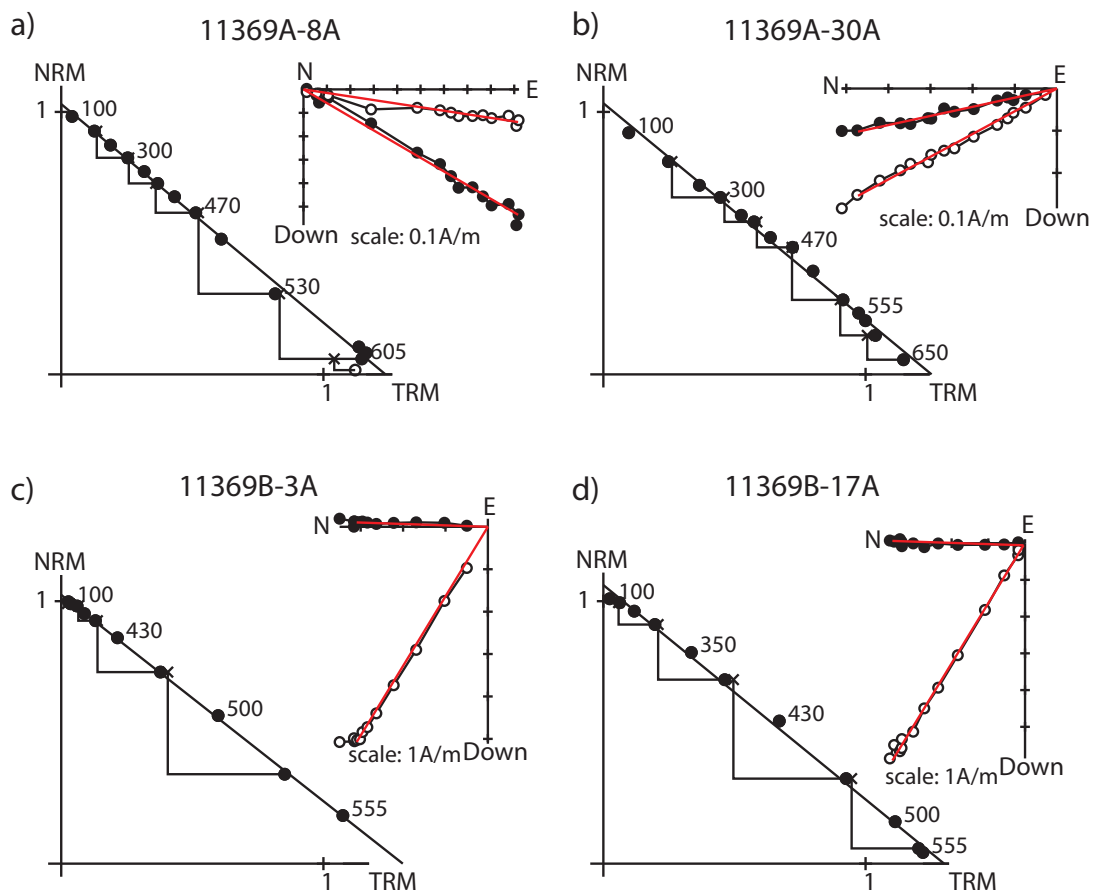 a) 11369A-8A
NRM
1
100
300
470
530
605
1
TRM
N
E
Down
scale: 0.1A/m
b) 11369A-30A
NRM
1
100
300
470
555
650
1
TRM
E
scale: 0.1A/m
Down
c) 11369B-3A
NRM
1
100
430
500
555
1
TRM
N
E
scale: 1A/m
Down
d) 11369B-17A
NRM
1
100
350
430
500
555
1
TRM
N
E
scale: 1A/m
Down